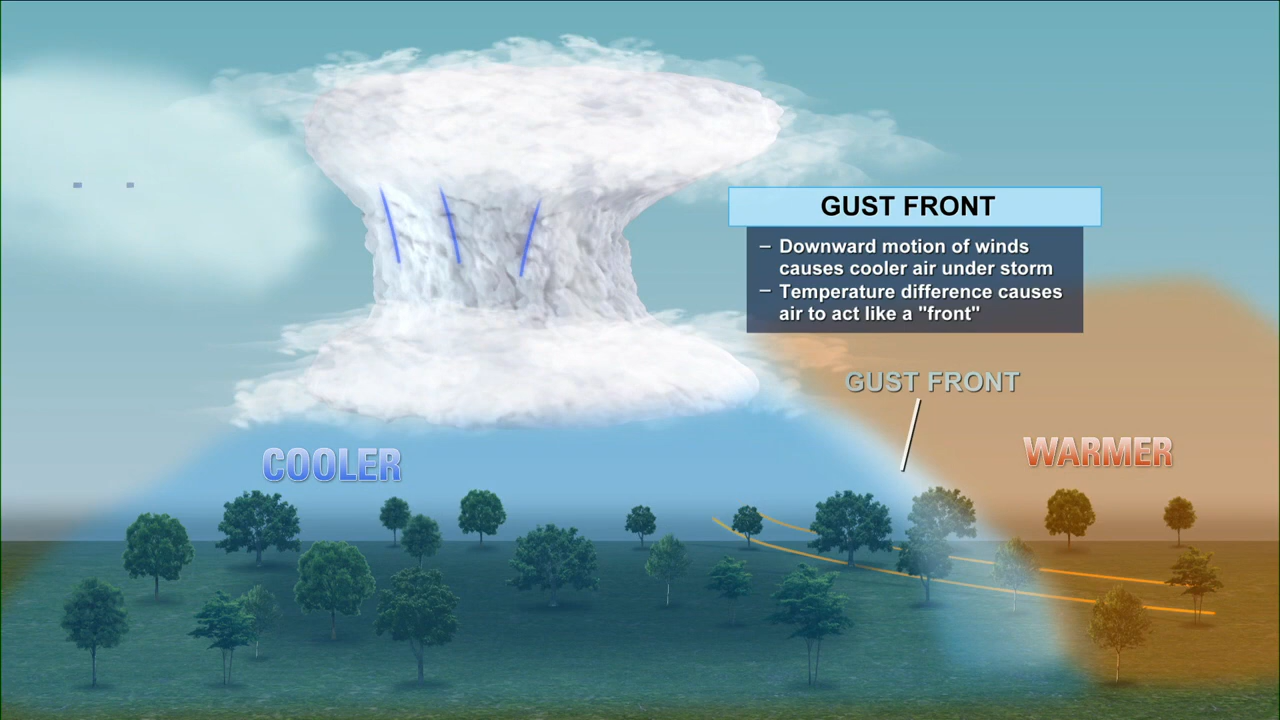 GUST FRONT
– Downward motion of winds
causes cooler air under storm
– Temperature difference causes
air to act like a "front"
GUST FRONT
COOLER
WARMER